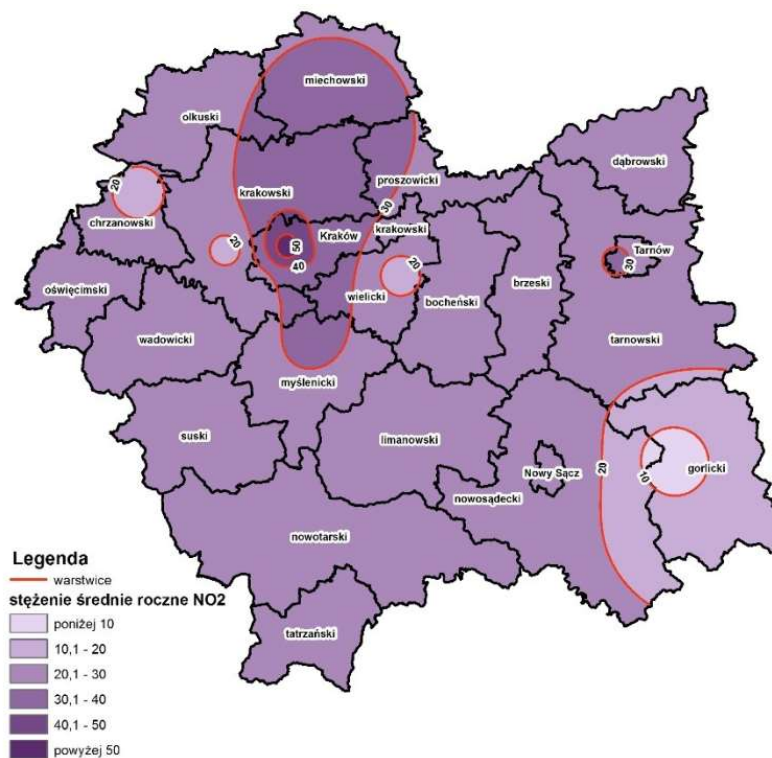 miechowski
olkuski
dąbrowski
20
krakowski
proszowicki
30
chrzanowski
Kraków
krakowski
20
50
Tarnów
40
20
30
oświęcimski
wielicki
bocheński
brzeski
wadowicki
tarnowski
myślenicki
suski
limanowski
20
gorlicki
Nowy Sącz
10
nowosądecki
nowotarski
Legenda
warstwice
stężenie średnie roczne NO2
poniżej 10
tatrzański
10,1 - 20
20,1 - 30
30,1 - 40
40,1 - 50
powyżej 50